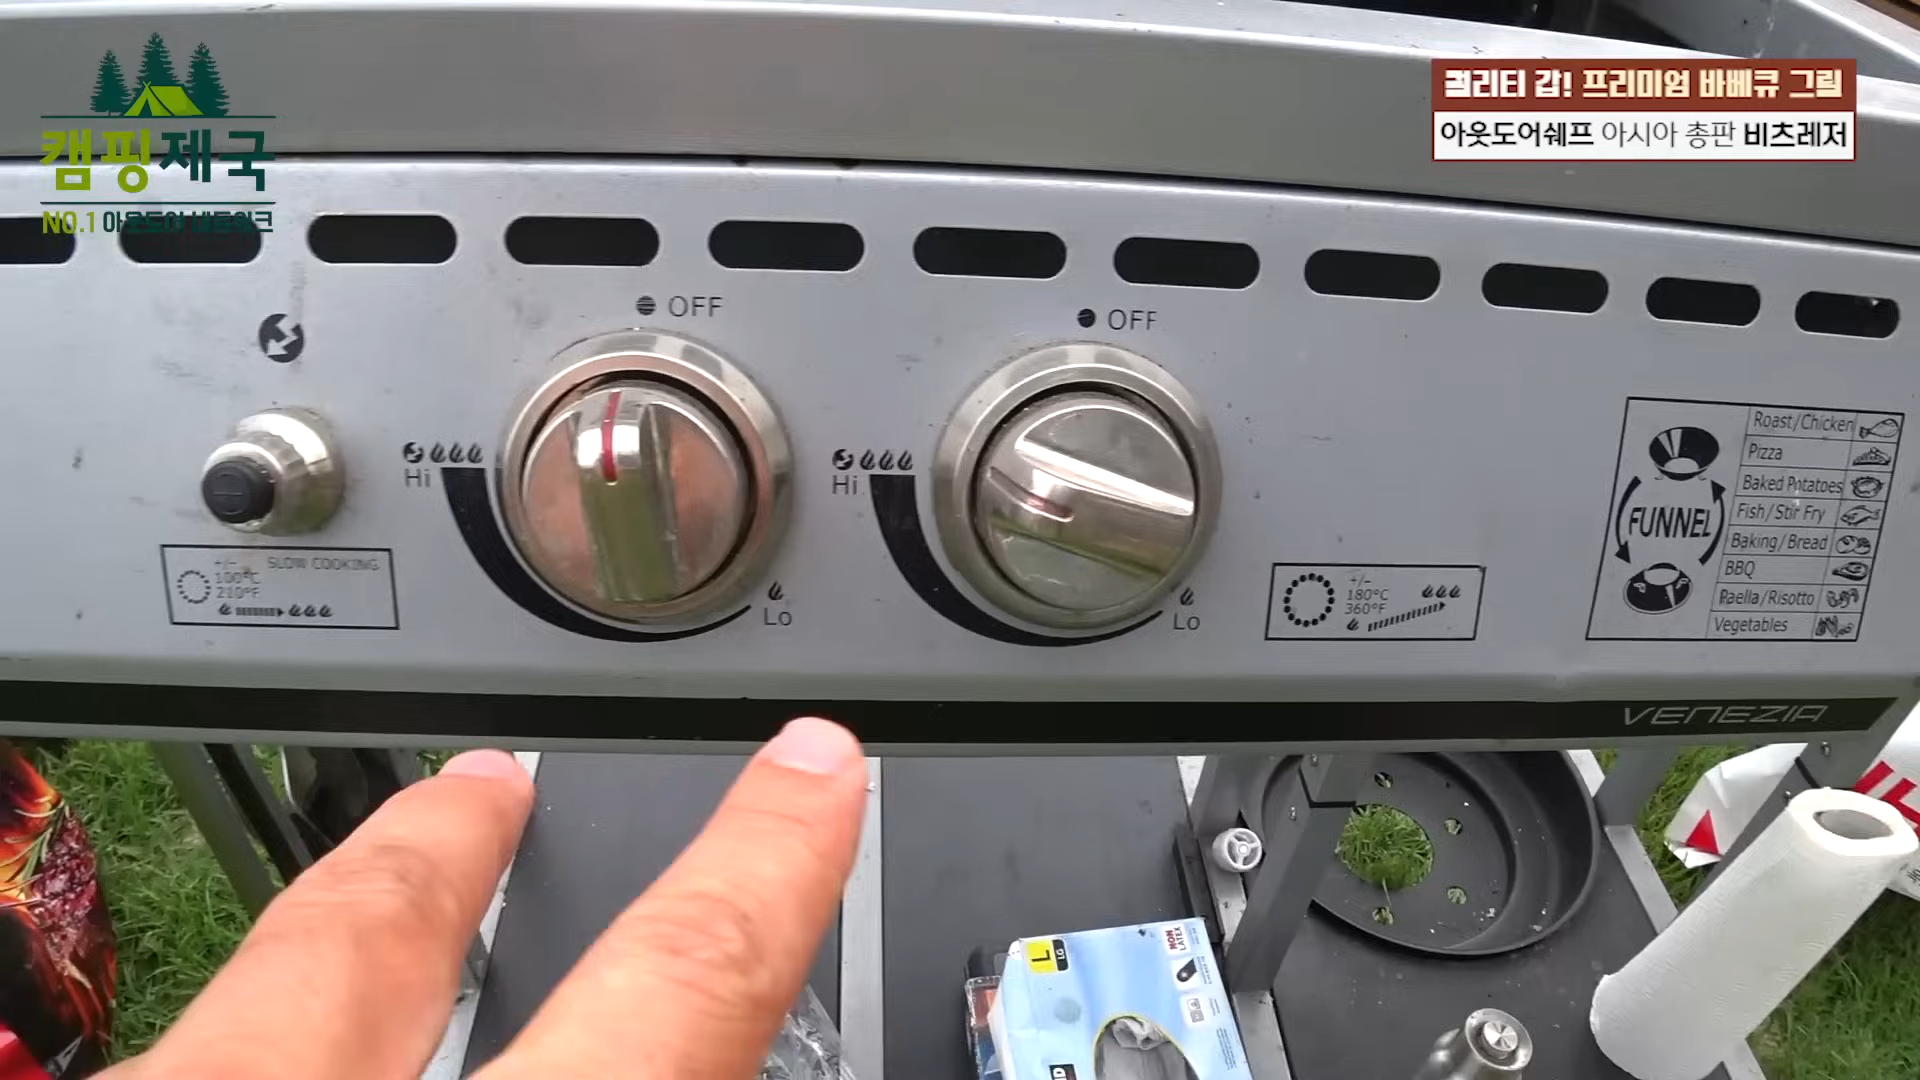 캠핑제국
NO.1 아웃도어 네트워크
퀄리티 갑! 프리미엄 바베큐 그릴
아웃도어쉐프 아시아 총판 비츠레저
OFF
OFF
Hi
Hi
Lo
Lo
+/- SLOW COOKING
100°C
210°F
+/-
180°C
360°F
FUNNEL
Roast/Chicken
Pizza
Baked Potatoes
Fish/Stir Fry
Baking/Bread
BBQ
Paella/Risotto
Vegetables
VENEZIA
L
LG
NON
LATEX